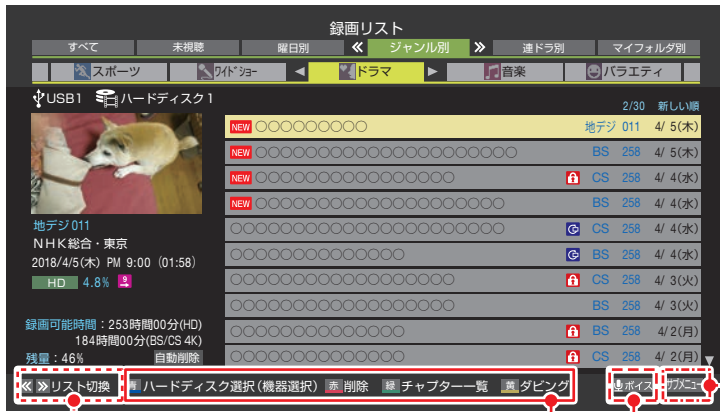 録画リスト
すべて 未視聴 曜日別 ジャンル別 連ドラ別 マイフォルダ別
スポーツ ワイドショー ◀ ドラマ ▶ 音楽 バラエティ
USB1 ハードディスク1
2/30 新しい順
NEW ○○○○○○○○○ 地デジ 011 4/ 5(木)
NEW ○○○○○○○○○○○○○○○○○○○○○ BS 258 4/ 5(木)
NEW ○○○○○○○○○○○○○○○○ CS 258 4/ 4(水)
NEW ○○○○○○○○○○○○○○○○ BS 258 4/ 4(水)
○○○○○○○○○○○○○○○○○○○○○○ CS 258 4/ 4(水)
○○○○○○○○○○○○○○ BS 258 4/ 4(水)
○○○○○○○○○○○○○○○○○○ CS 258 4/ 3(火)
○○○○○○○○○○○○○○○○○○ BS 258 4/ 3(火)
○○○○○○○○○○○○○○ BS 258 4/ 2(月)
○○○○○○○○○○○○○○ CS 258 4/ 2(月)
地デジ 011
NHK総合・東京
2018/4/5(木) PM 9:00 (01:58)
HD 4.8% 9
録画可能時間：253時間00分(HD)
184時間00分(BS/CS 4K)
残量：46% 自動削除
リスト切換 青 ハードディスク選択(機器選択) 赤 削除 緑 チャプター一覧 黄 ダビング ボイス サブメニュー